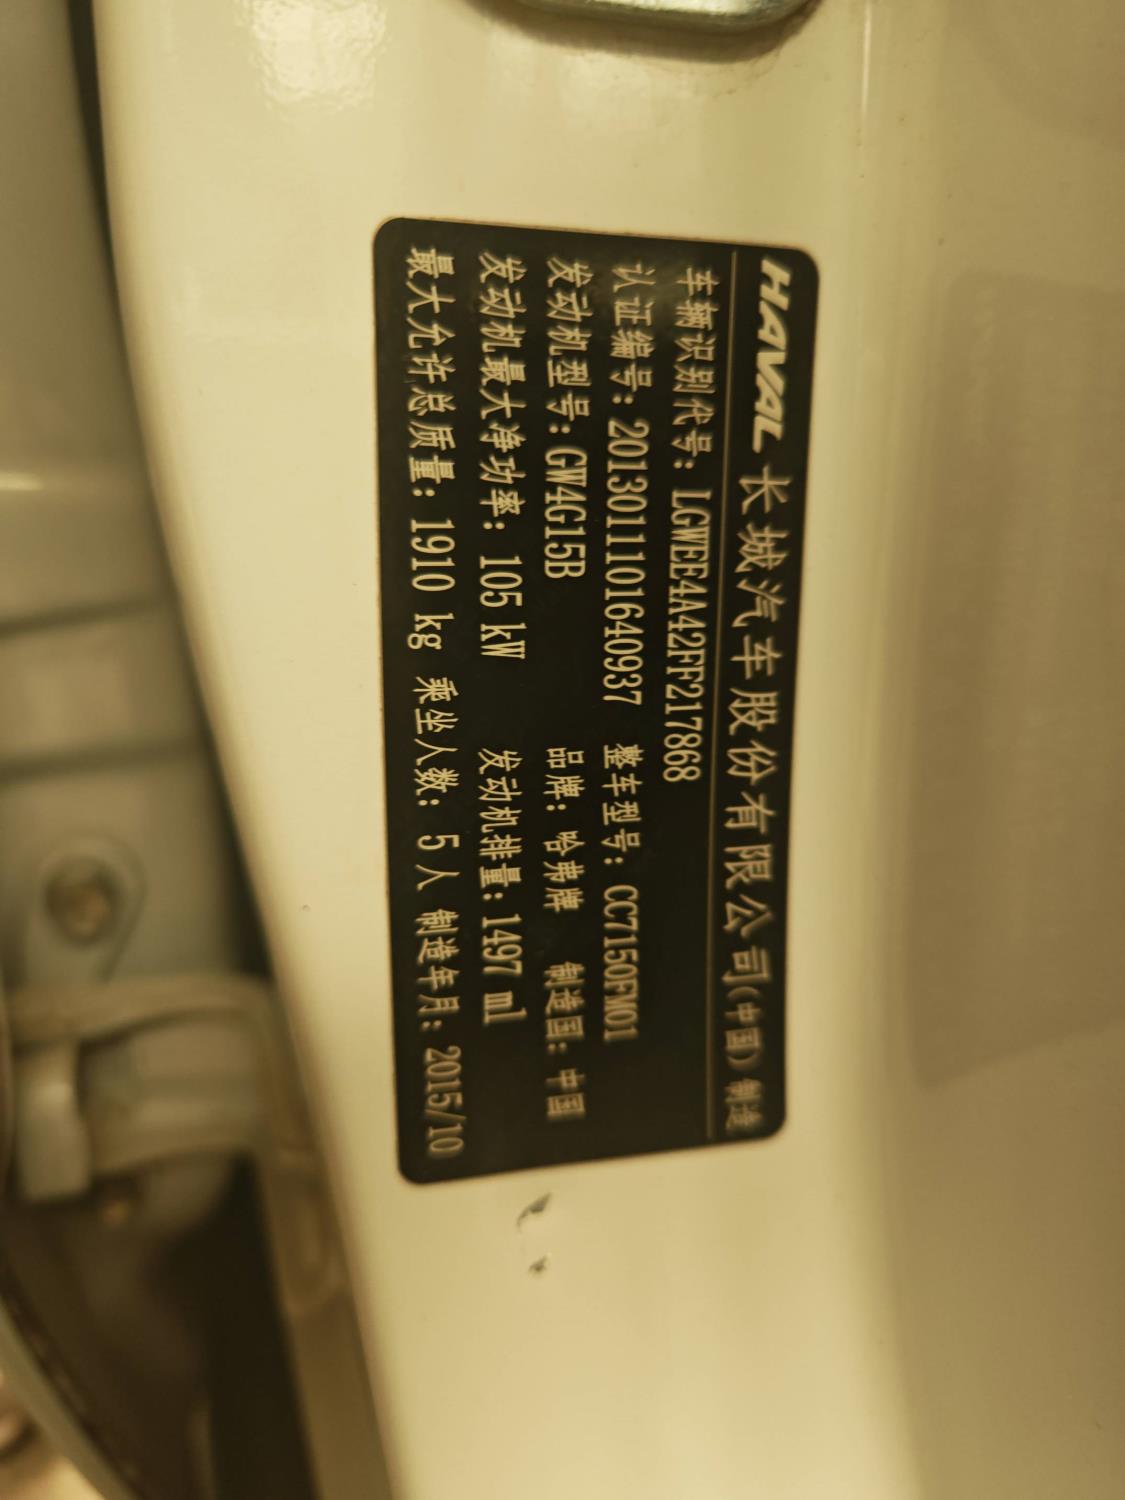 HAVAL 长城汽车股份有限公司(中国) 制造
车辆识别代号: LGWEE4A42FF217868
认证编号: 2013011101640937 整车型号: CC7150FM01
发动机型号: GW4G15B 品牌: 哈弗牌 制造国: 中国
发动机最大净功率: 105 kW 发动机排量: 1497 ml
最大允许总质量: 1910 kg 乘坐人数: 5 人 制造年月: 2015/10